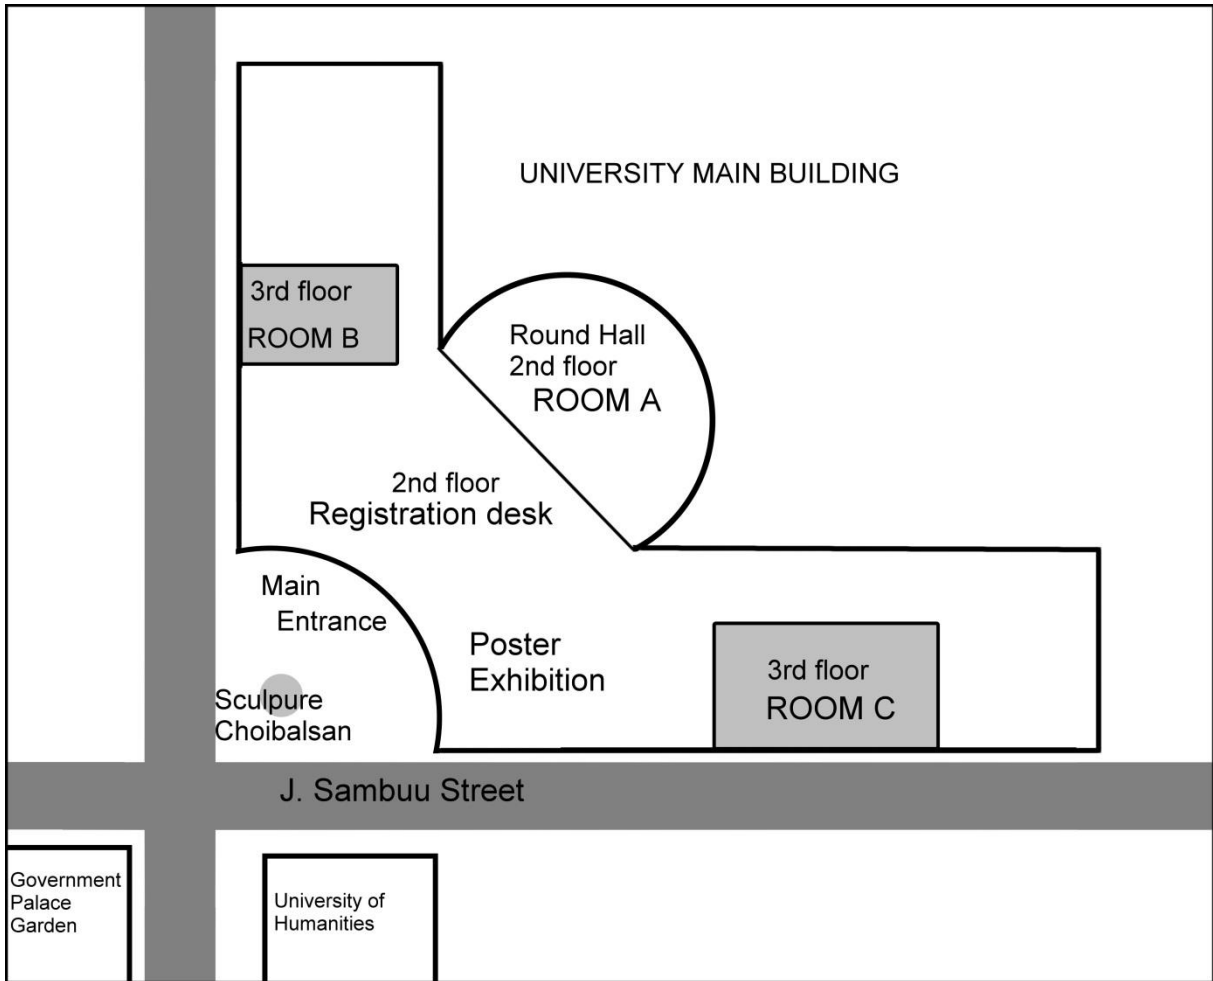 UNIVERSITY MAIN BUILDING
3rd floor
ROOM B
Round Hall
2nd floor
ROOM A
2nd floor
Registration desk
Main
Entrance
Poster
Exhibition
3rd floor
ROOM C
Sculpure
Choibalsan
J. Sambuu Street
Government
Palace
Garden
University of
Humanities